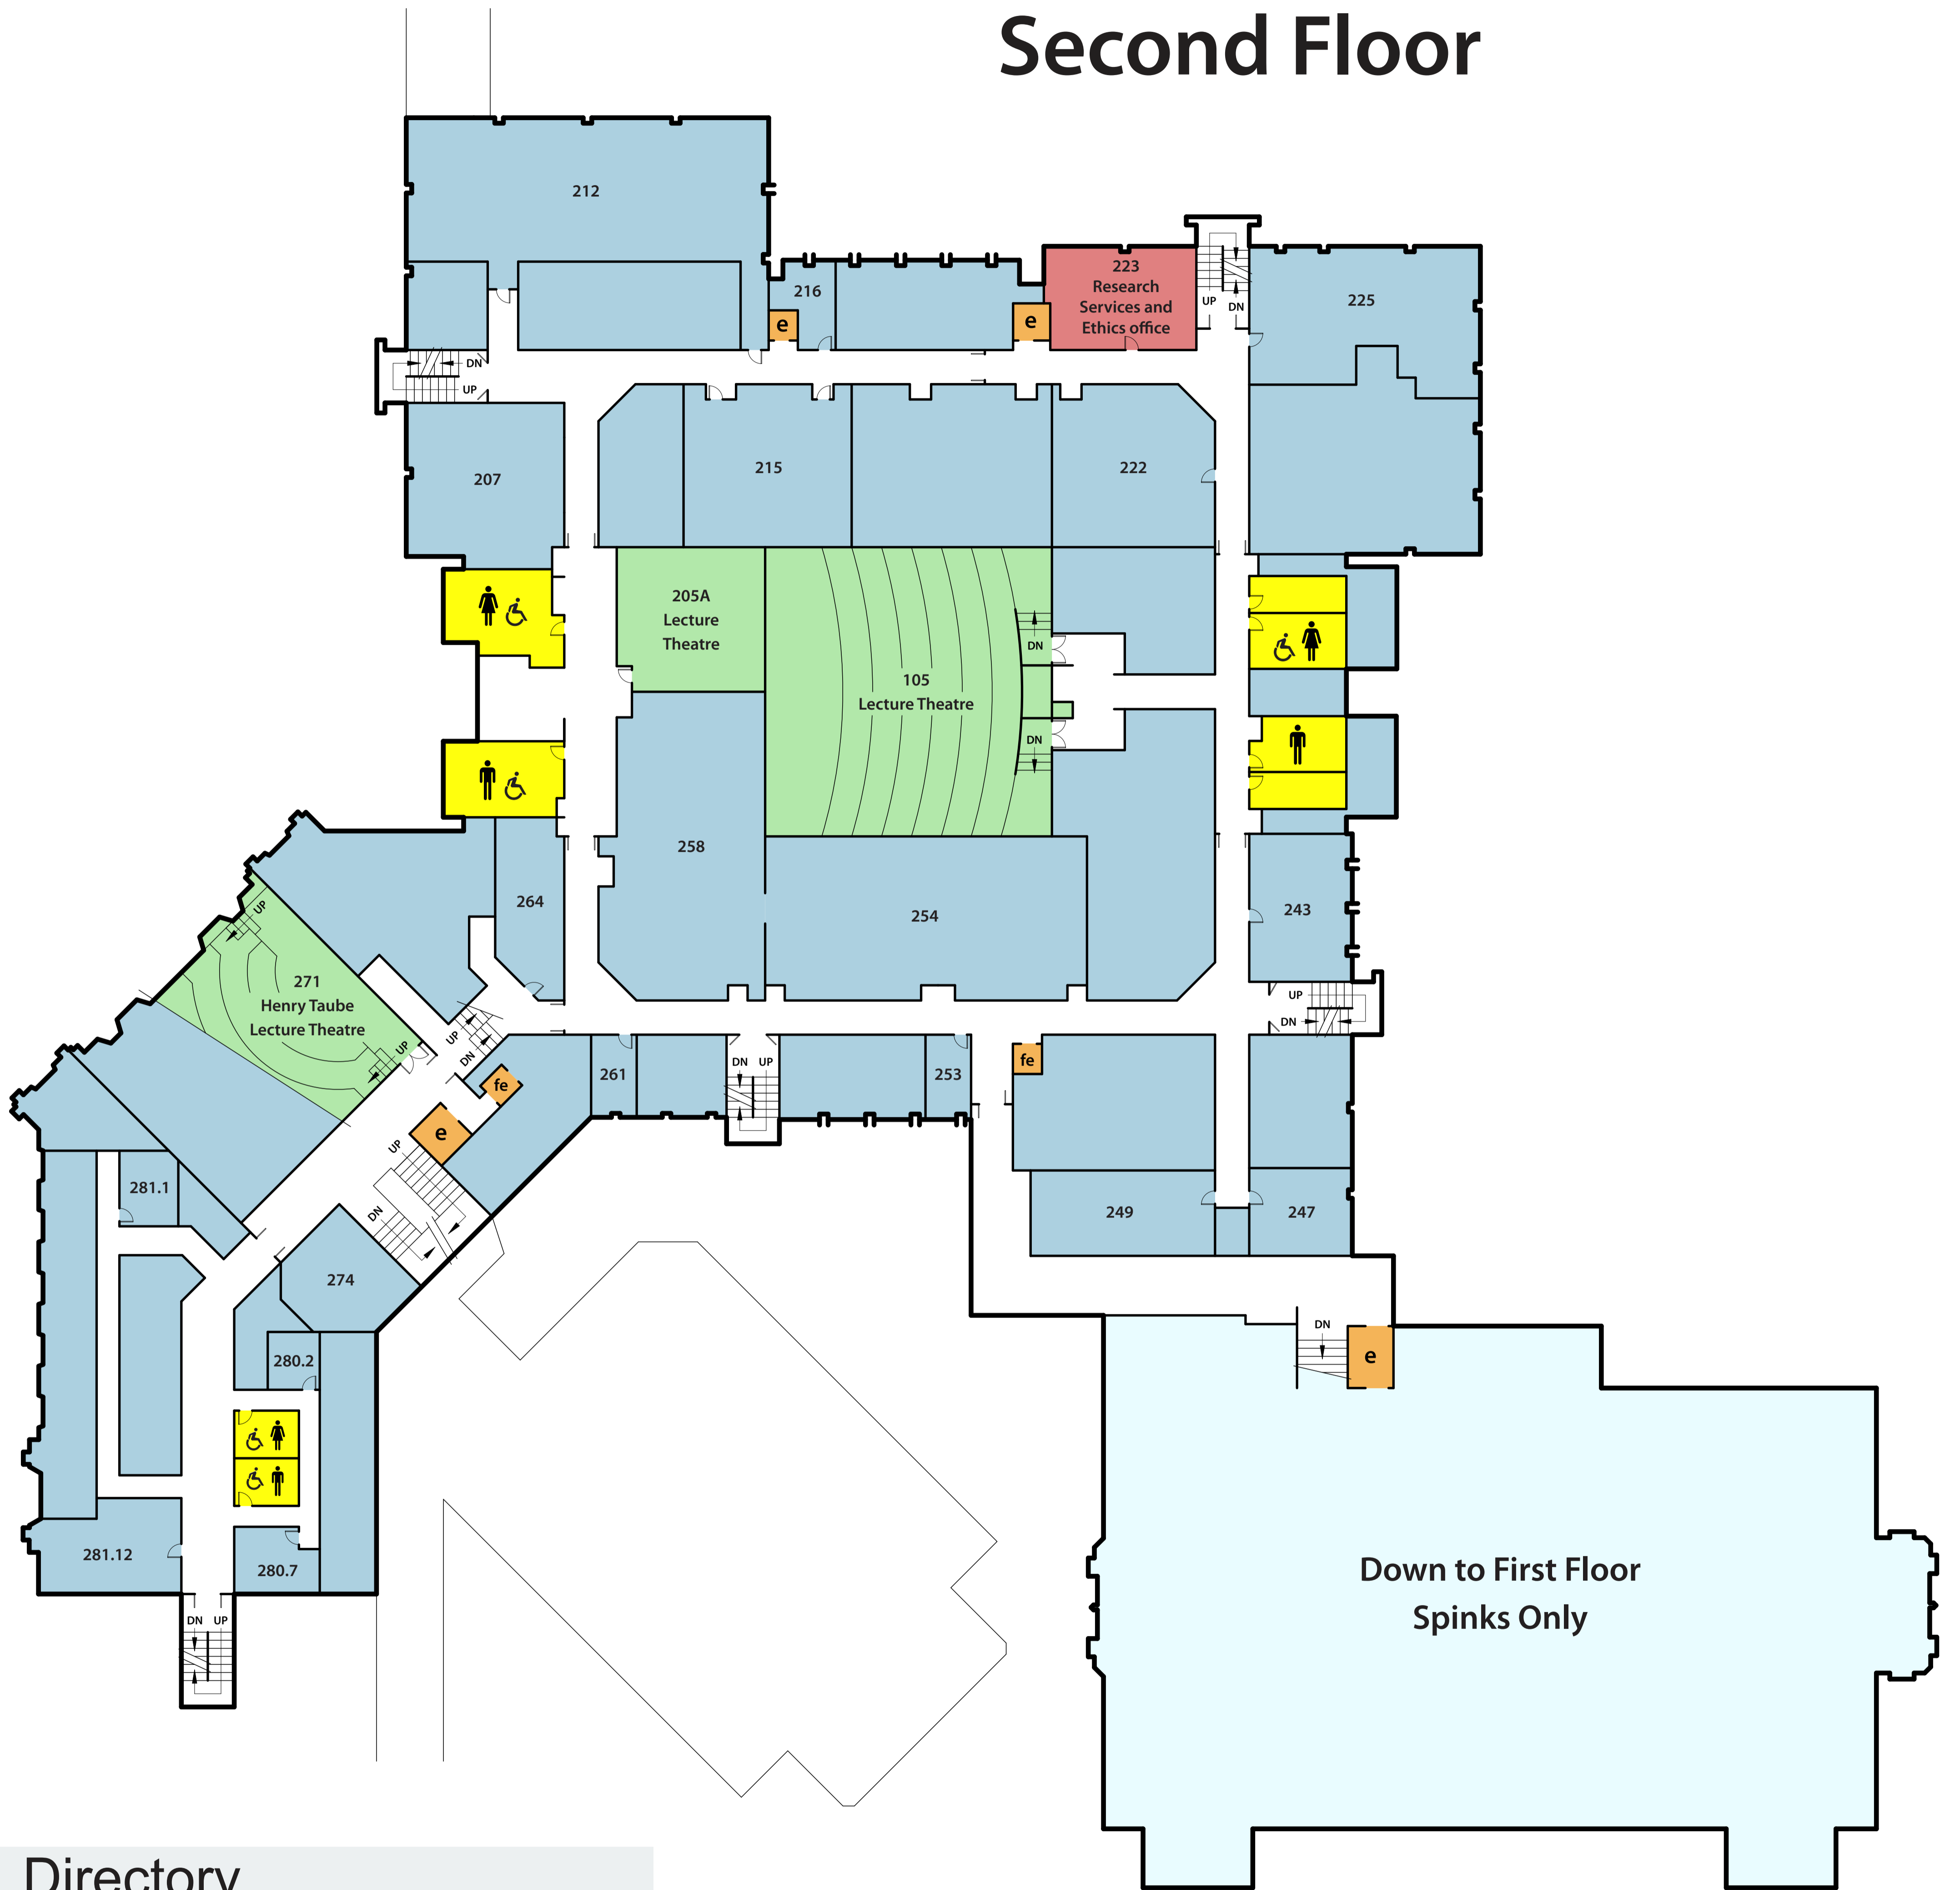 Second Floor
212
223
Research
Services and
Ethics office
216
225
e
e
UP
DN
DN
UP
215
222
207
205A
Lecture
Theatre
DN
105
Lecture Theatre
DN
258
264
254
243
UP
271
Henry Taube
Lecture Theatre
UP
UP
DN
UP
DN
fe
e
261
DN
UP
253
fe
UP
281.1
249
247
DN
274
DN
e
280.2
281.12
280.7
Down to First Floor
Spinks Only
DN
UP
Directory